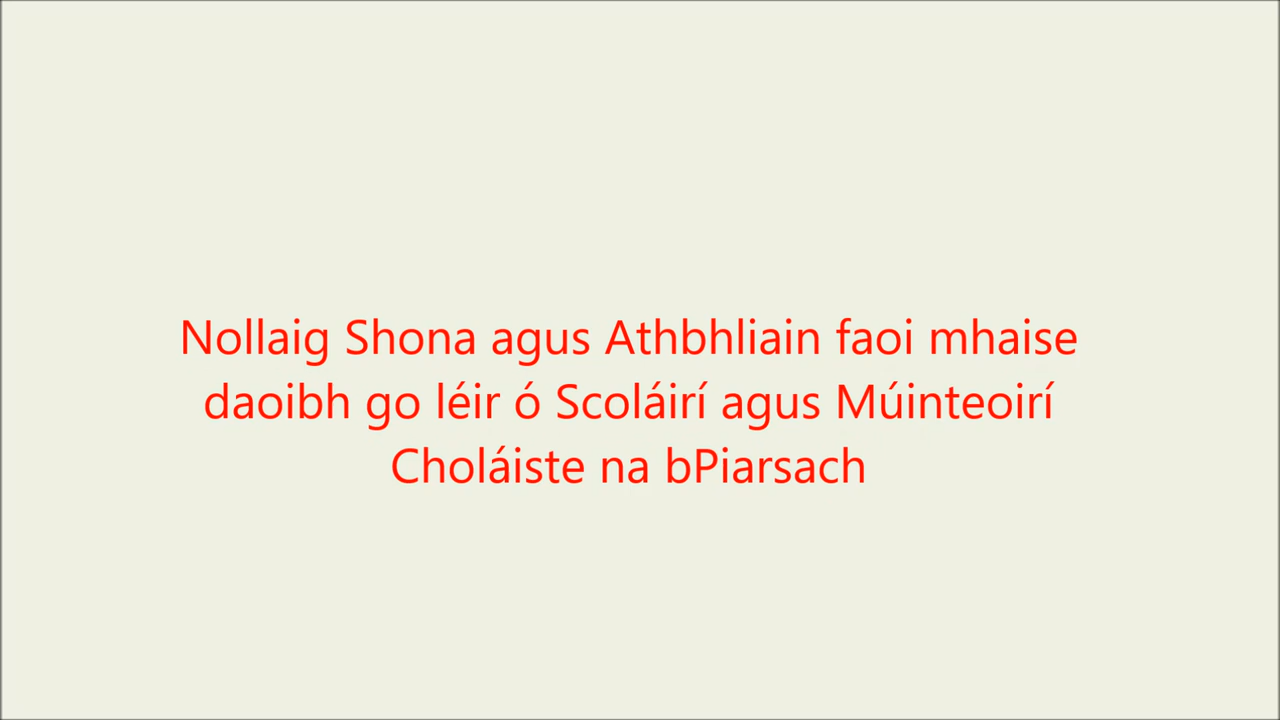 Nollaig Shona agus Athbhliain faoi mhaise
daoibh go léir ó Scoláirí agus Múinteoirí
Choláiste na bPiarsach